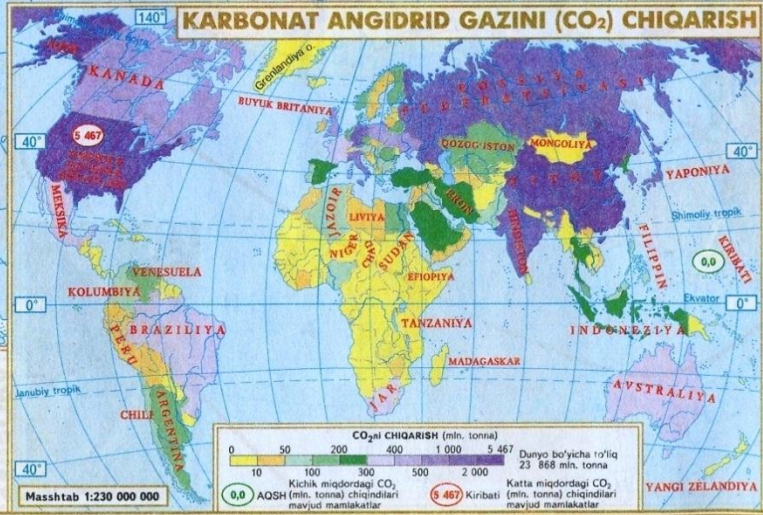 140°
KARBONAT ANGIDRID GAZINI (CO₂) CHIQARISH
Grenlandiya o.
KANADA
BUYUK BRITANIYA
ROSSIYA
FEDERATSIYASI
40°
5 467
QOZOG'ISTON
MONGOLIYA
40°
XITOY
YAPONIYA
MEKSIKA
JAZOIR
LIVIYA
ERON
HINDISTON
Shimoliy tropik
NIGER
CHAD
SUDAN
FILIPPIN
KIRIBATI
0,0
VENESUELA
KOLUMBIYA
EFIOPIYA
0°
Ekvator
0°
PERU
BRAZILIYA
TANZANIYA
INDONEZIYA
MADAGASKAR
Janubiy tropik
JAR
AVSTRALIYA
CHILI
ARGENTINA
40°
YANGI ZELANDIYA
CO₂ni CHIQARISH (mln. tonna)
0 50 200 400 1 000 5 467
10 100 300 500 2 000
Dunyo bo'yicha to'liq
23 868 mln. tonna
0,0 AQSH
Kichik miqdordagi CO₂
(mln. tonna) chiqindilari
mavjud mamlakatlar
5 467 Kiribati
Katta miqdordagi CO₂
(mln. tonna) chiqindilari
mavjud mamlakatlar
Masshtab 1:230 000 000